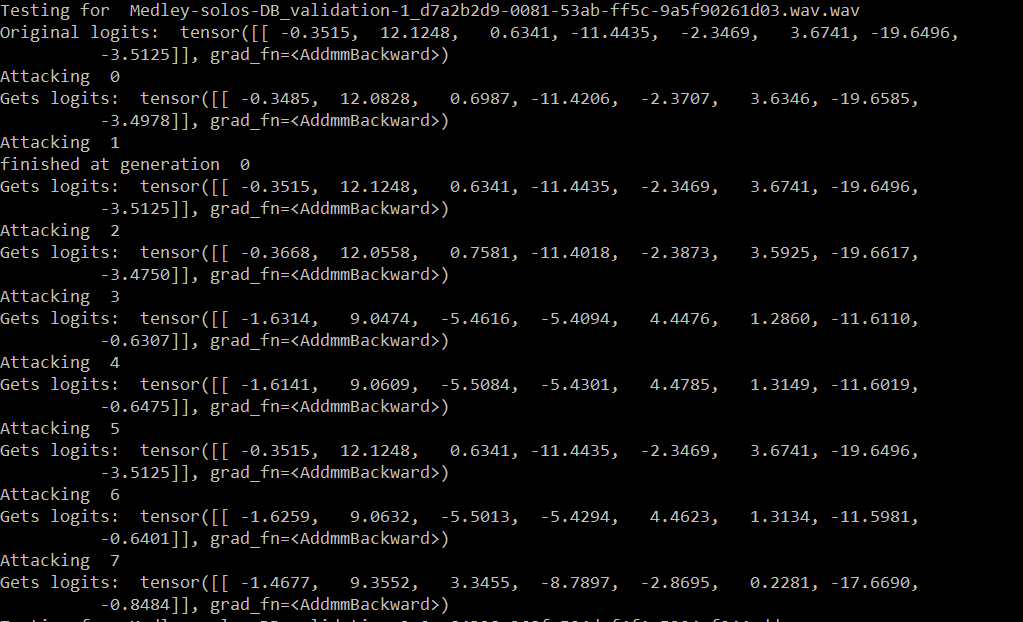 Testing for  Medley-solos-DB_validation-1_d7a2b2d9-0081-53ab-ff5c-9a5f90261d03.wav.wav
Original logits:  tensor([[ -0.3515,  12.1248,   0.6341, -11.4435,  -2.3469,   3.6741, -19.6496,
          -3.5125]], grad_fn=<AddmmBackward>)
Attacking  0
Gets logits:  tensor([[ -0.3485,  12.0828,   0.6987, -11.4206,  -2.3707,   3.6346, -19.6585,
          -3.4978]], grad_fn=<AddmmBackward>)
Attacking  1
finished at generation  0
Gets logits:  tensor([[ -0.3515,  12.1248,   0.6341, -11.4435,  -2.3469,   3.6741, -19.6496,
          -3.5125]], grad_fn=<AddmmBackward>)
Attacking  2
Gets logits:  tensor([[ -0.3668,  12.0558,   0.7581, -11.4018,  -2.3873,   3.5925, -19.6617,
          -3.4750]], grad_fn=<AddmmBackward>)
Attacking  3
Gets logits:  tensor([[ -1.6314,   9.0474,  -5.4616,  -5.4094,   4.4476,   1.2860, -11.6110,
          -0.6307]], grad_fn=<AddmmBackward>)
Attacking  4
Gets logits:  tensor([[ -1.6141,   9.0609,  -5.5084,  -5.4301,   4.4785,   1.3149, -11.6019,
          -0.6475]], grad_fn=<AddmmBackward>)
Attacking  5
Gets logits:  tensor([[ -0.3515,  12.1248,   0.6341, -11.4435,  -2.3469,   3.6741, -19.6496,
          -3.5125]], grad_fn=<AddmmBackward>)
Attacking  6
Gets logits:  tensor([[ -1.6259,   9.0632,  -5.5013,  -5.4294,   4.4623,   1.3134, -11.5981,
          -0.6401]], grad_fn=<AddmmBackward>)
Attacking  7
Gets logits:  tensor([[ -1.4677,   9.3552,   3.3455,  -8.7897,  -2.8695,   0.2281, -17.6690,
          -0.8484]], grad_fn=<AddmmBackward>)